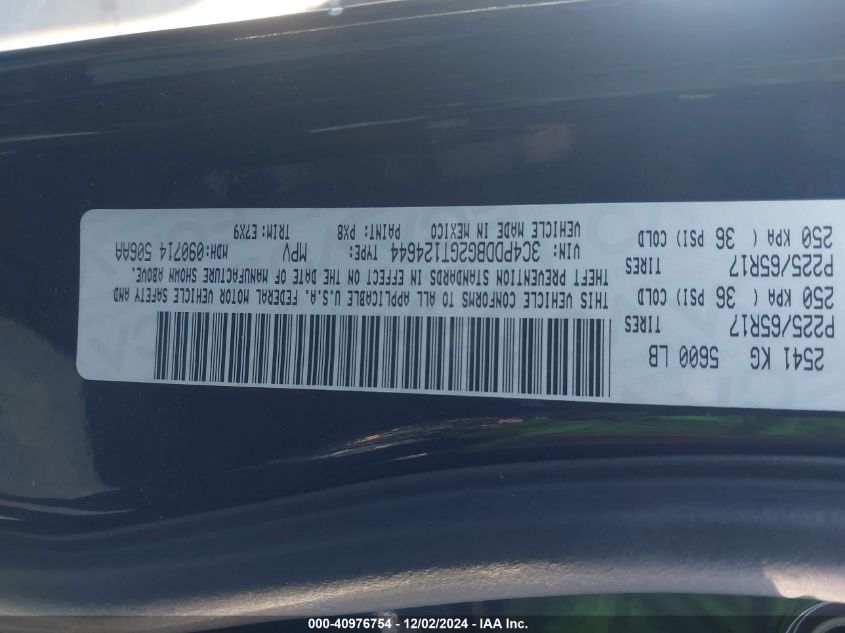 2541 KG 5600 LB
P225/65R17 TIRES
250 KPA ( 36 PSI) COLD
P225/65R17 TIRES
250 KPA ( 36 PSI) COLD
THIS VEHICLE CONFORMS TO ALL APPLICABLE U.S.A. FEDERAL MOTOR VEHICLE SAFETY AND
THEFT PREVENTION STANDARDS IN EFFECT ON THE DATE OF MANUFACTURE SHOWN ABOVE.
VIN: 3C4PDDBG2GT124644 TYPE: MPV MDH:090714 506AA
VEHICLE MADE IN MEXICO PAINT: PX8 TRIM: E7X9
000-40976754 - 12/02/2024 - 1st Choice Inc.